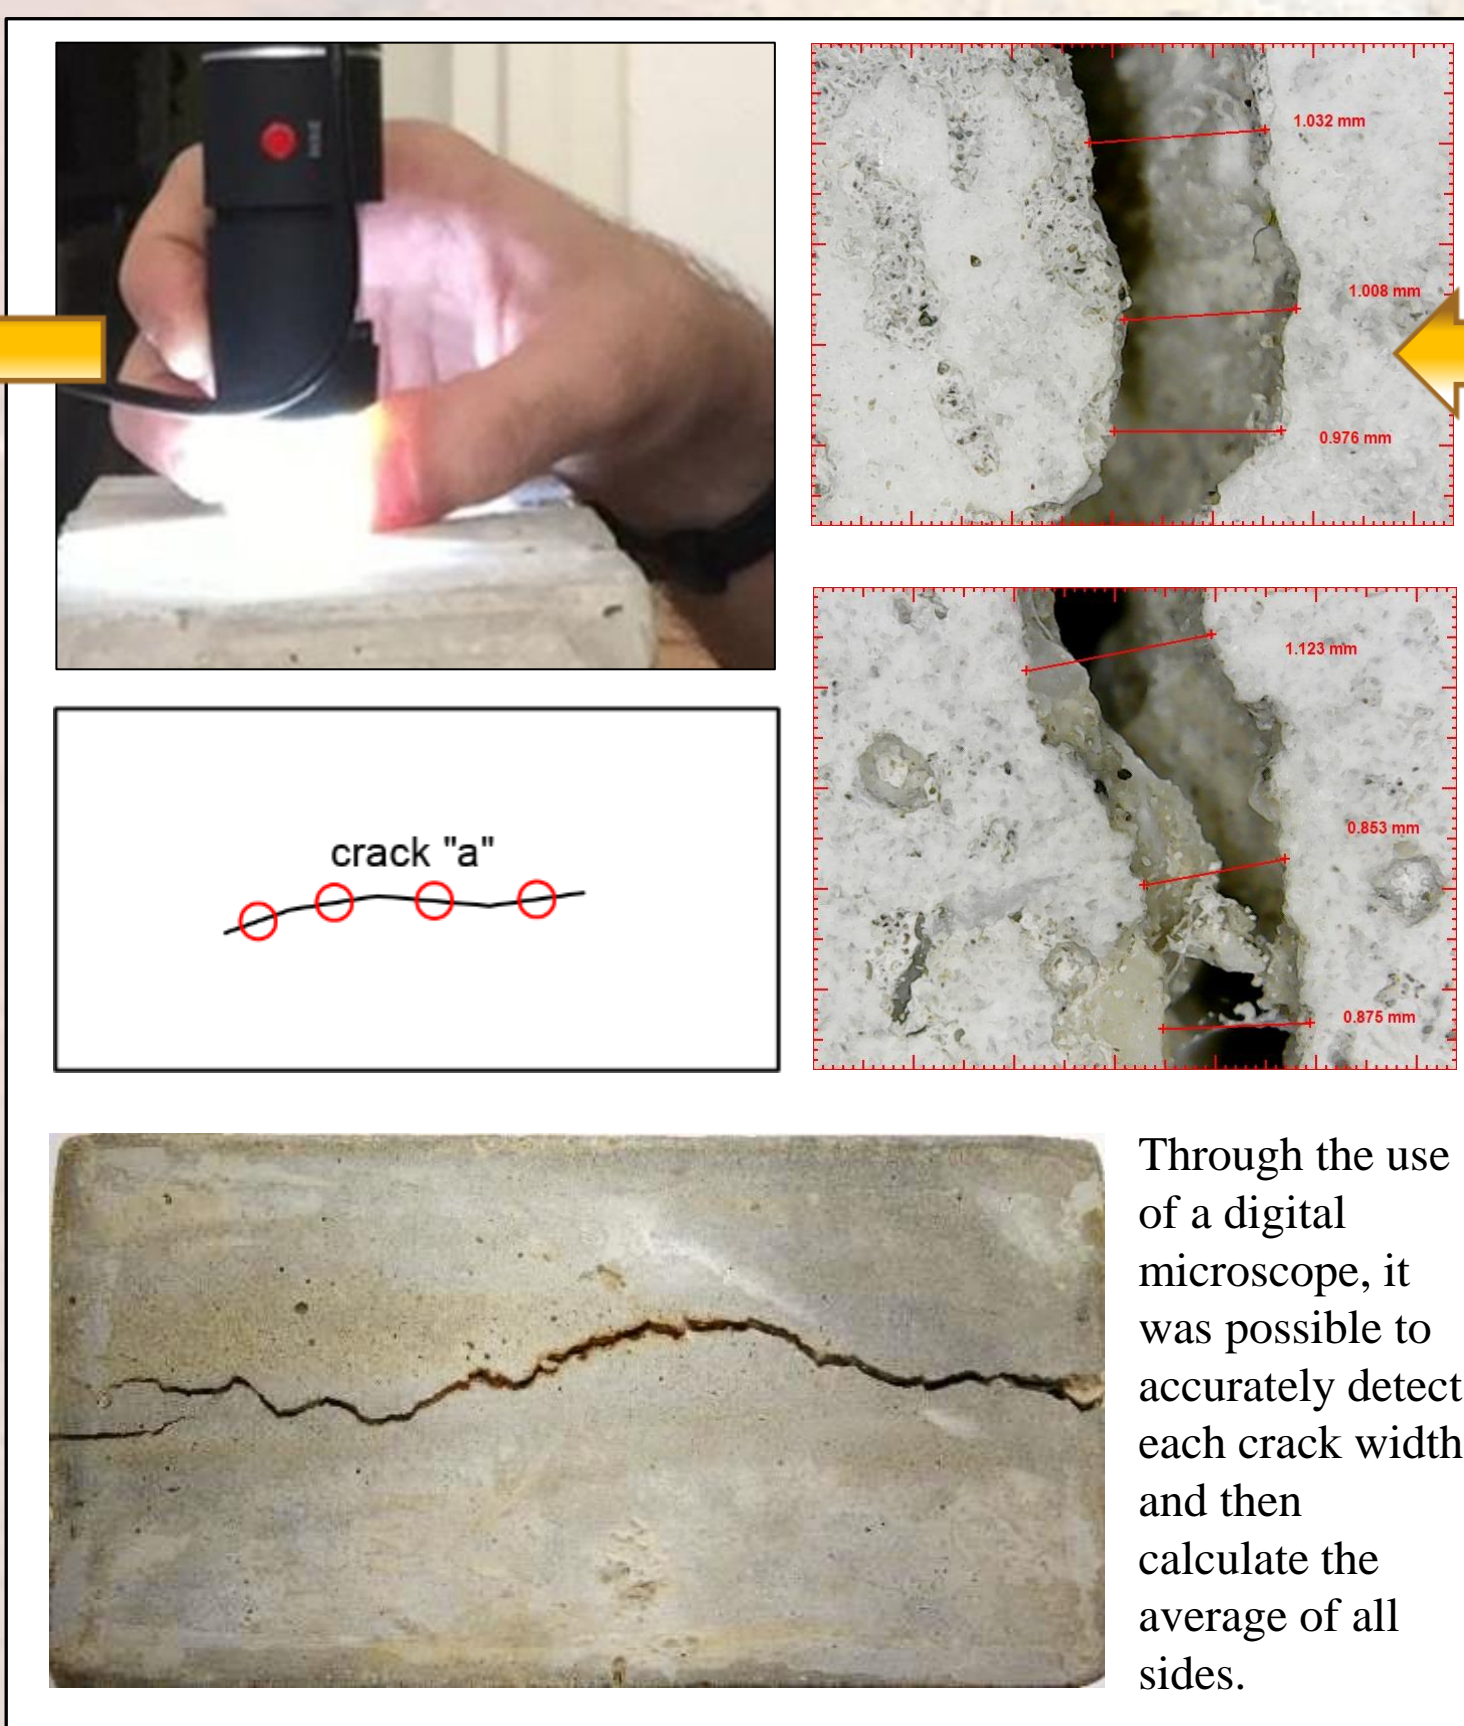 1.032 mm
1.008 mm
0.976 mm
1.123 mm
0.853 mm
0.875 mm
crack "a"
Through the use
of a digital
microscope, it
was possible to
accurately detect
each crack width
and then
calculate the
average of all
sides.